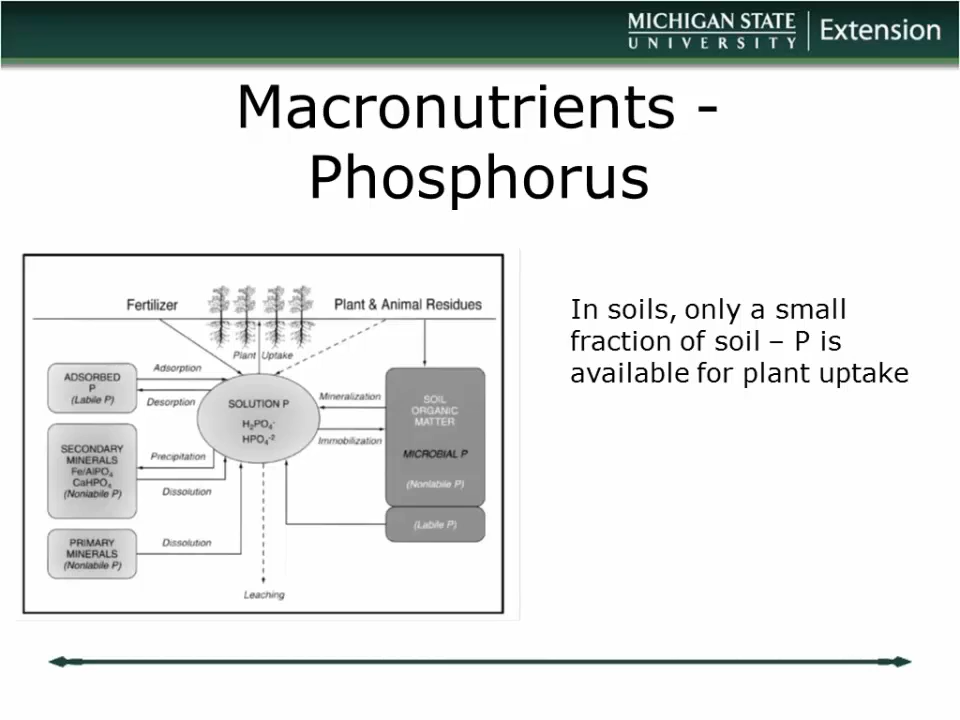 MICHIGAN STATE
UNIVERSITY
Extension
Macronutrients -
Phosphorus
Fertilizer
Plant & Animal Residues
Plant Uptake
ADSORBED
P
(Labile P)
Adsorption
Desorption
SOLUTION P
H₂PO₄⁻
HPO₄⁻²
Mineralization
Immobilization
SOIL
ORGANIC
MATTER
MICROBIAL P
(Nonlabile P)
(Labile P)
SECONDARY
MINERALS
Fe/AlPO₄
CaHPO₄
(Nonlabile P)
Precipitation
Dissolution
PRIMARY
MINERALS
(Nonlabile P)
Dissolution
Leaching
In soils, only a small
fraction of soil – P is
available for plant uptake